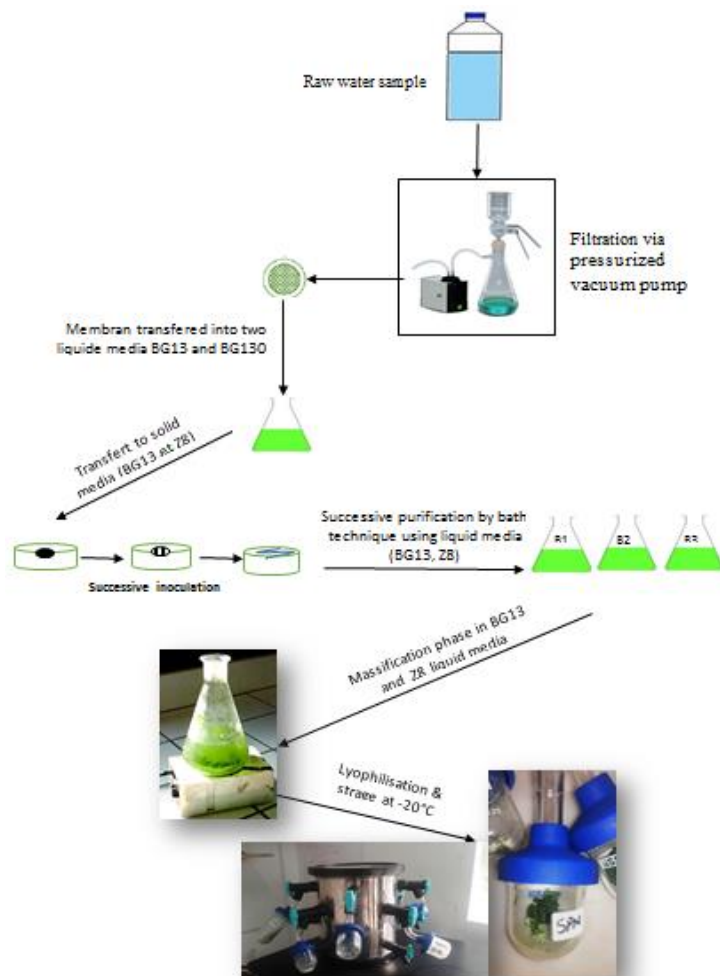 Raw water sample
Filtration via
pressurized
vacuum pump
Membran transfered into two
liquide media BG13 and BG130
Transfert to solid
media (BG13 et Z8)
Successive inoculation
Successive purification by bath
technique using liquid media
(BG13, Z8)
B1
B2
Massification phase in BG13
and Z8 liquid media
Lyophilisation &
strage at -20°C